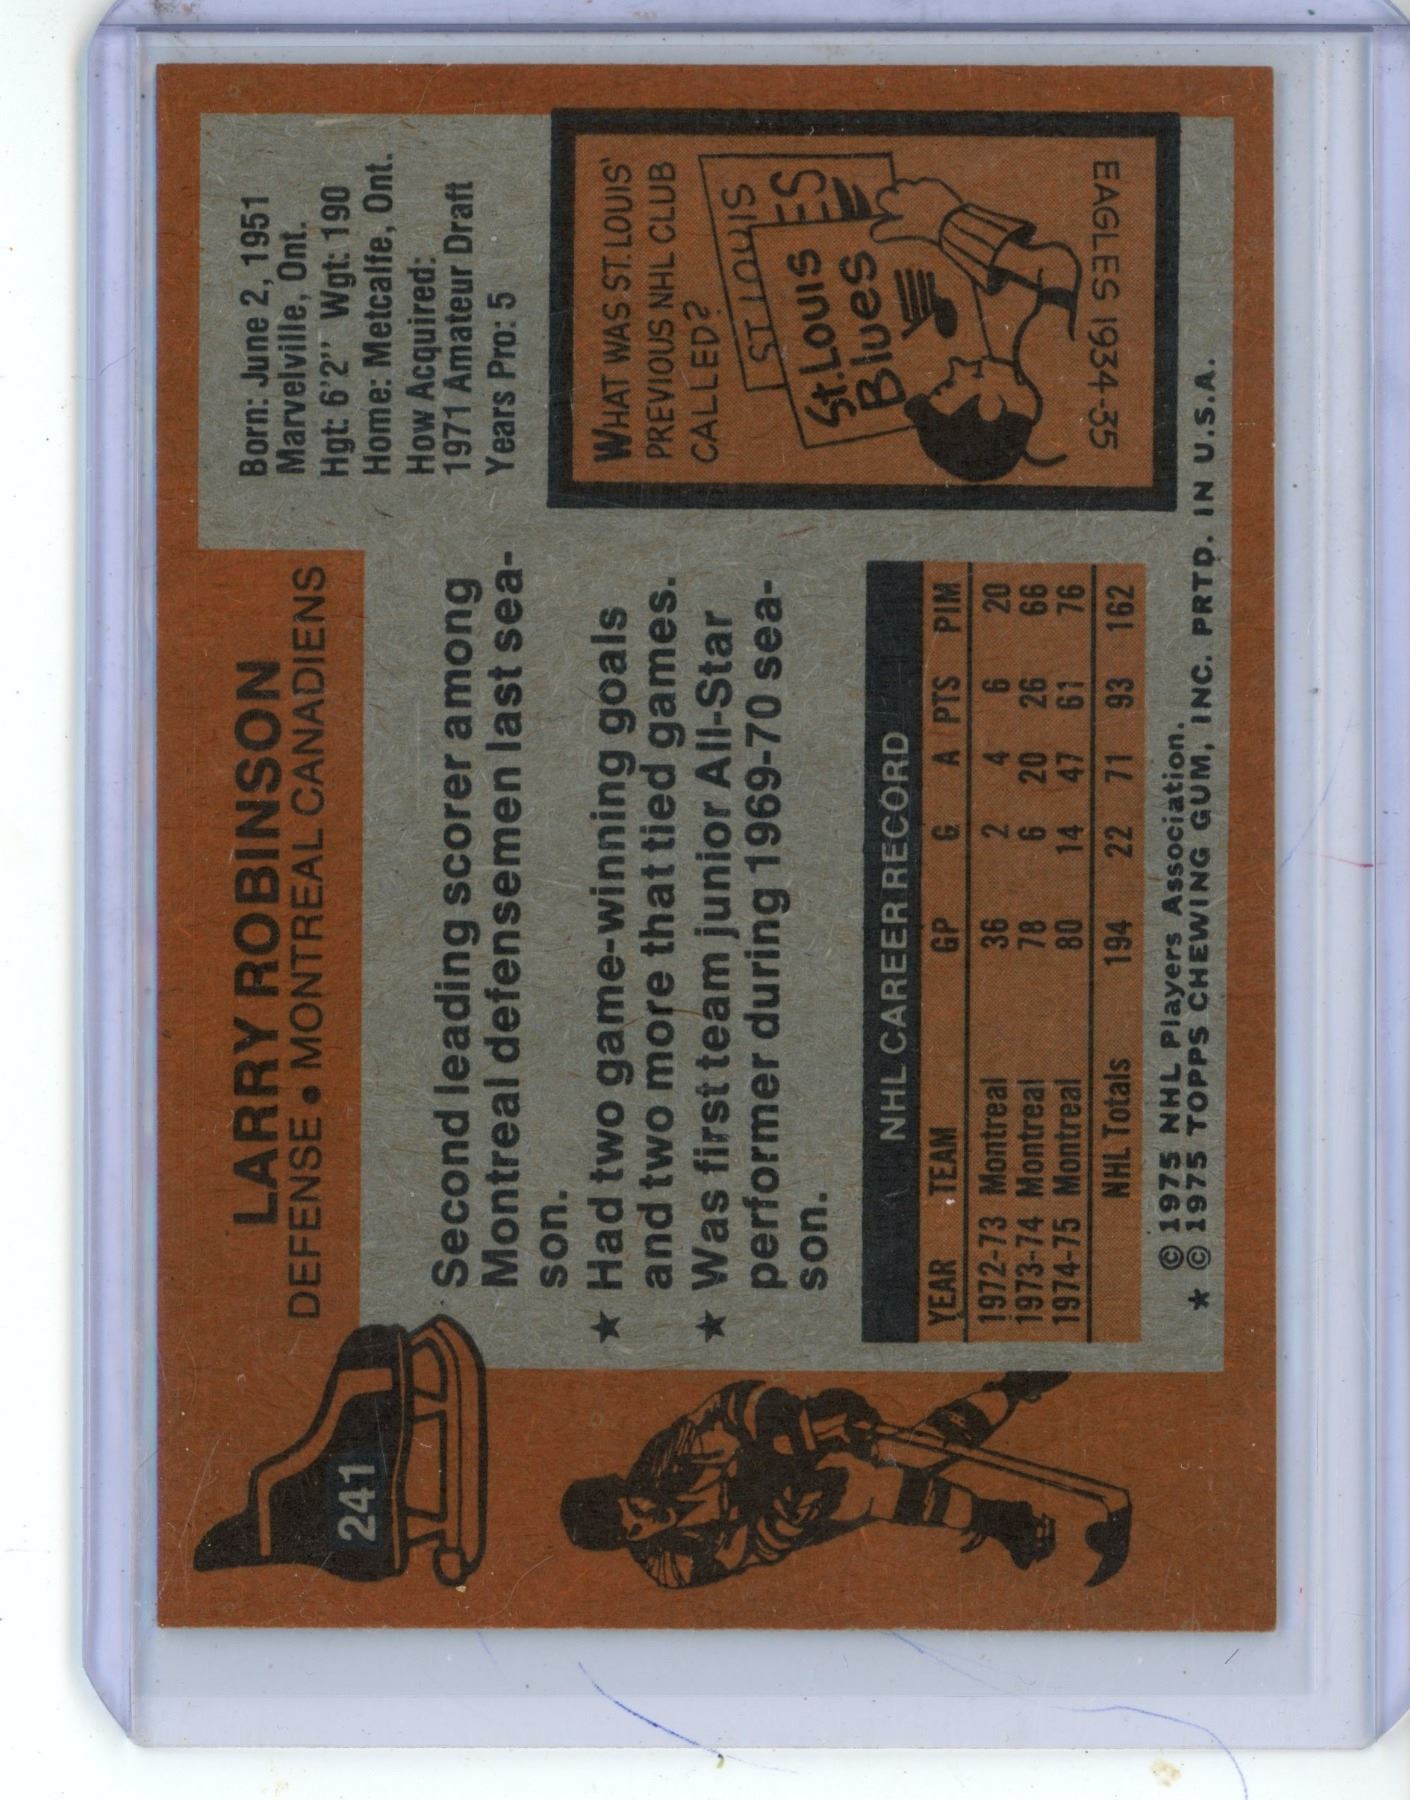 241
LARRY ROBINSON
DEFENSE • MONTREAL CANADIENS
Born: June 2, 1951
Marvelville, Ont.
Hgt: 6'2" Wgt: 190
Home: Metcalfe, Ont.
How Acquired:
1971 Amateur Draft
Years Pro: 5
Second leading scorer among
Montreal defensemen last sea-
son.
★ Had two game-winning goals
and two more that tied games.
★ Was first team junior All-Star
performer during 1969-70 sea-
son.
WHAT WAS ST. LOUIS'
PREVIOUS NHL CLUB
CALLED?
ST LOUIS
ES
St. Louis
Blues
EAGLES 1934-35
NHL CAREER RECORD
YEAR TEAM GP G A PTS PIM
1972-73 Montreal 36 2 4 6 20
1973-74 Montreal 78 6 20 26 66
1974-75 Montreal 80 14 47 61 76
NHL Totals 194 22 71 93 162
© 1975 NHL Players Association.
★ © 1975 TOPPS CHEWING GUM, INC. PRTD. IN U.S.A.